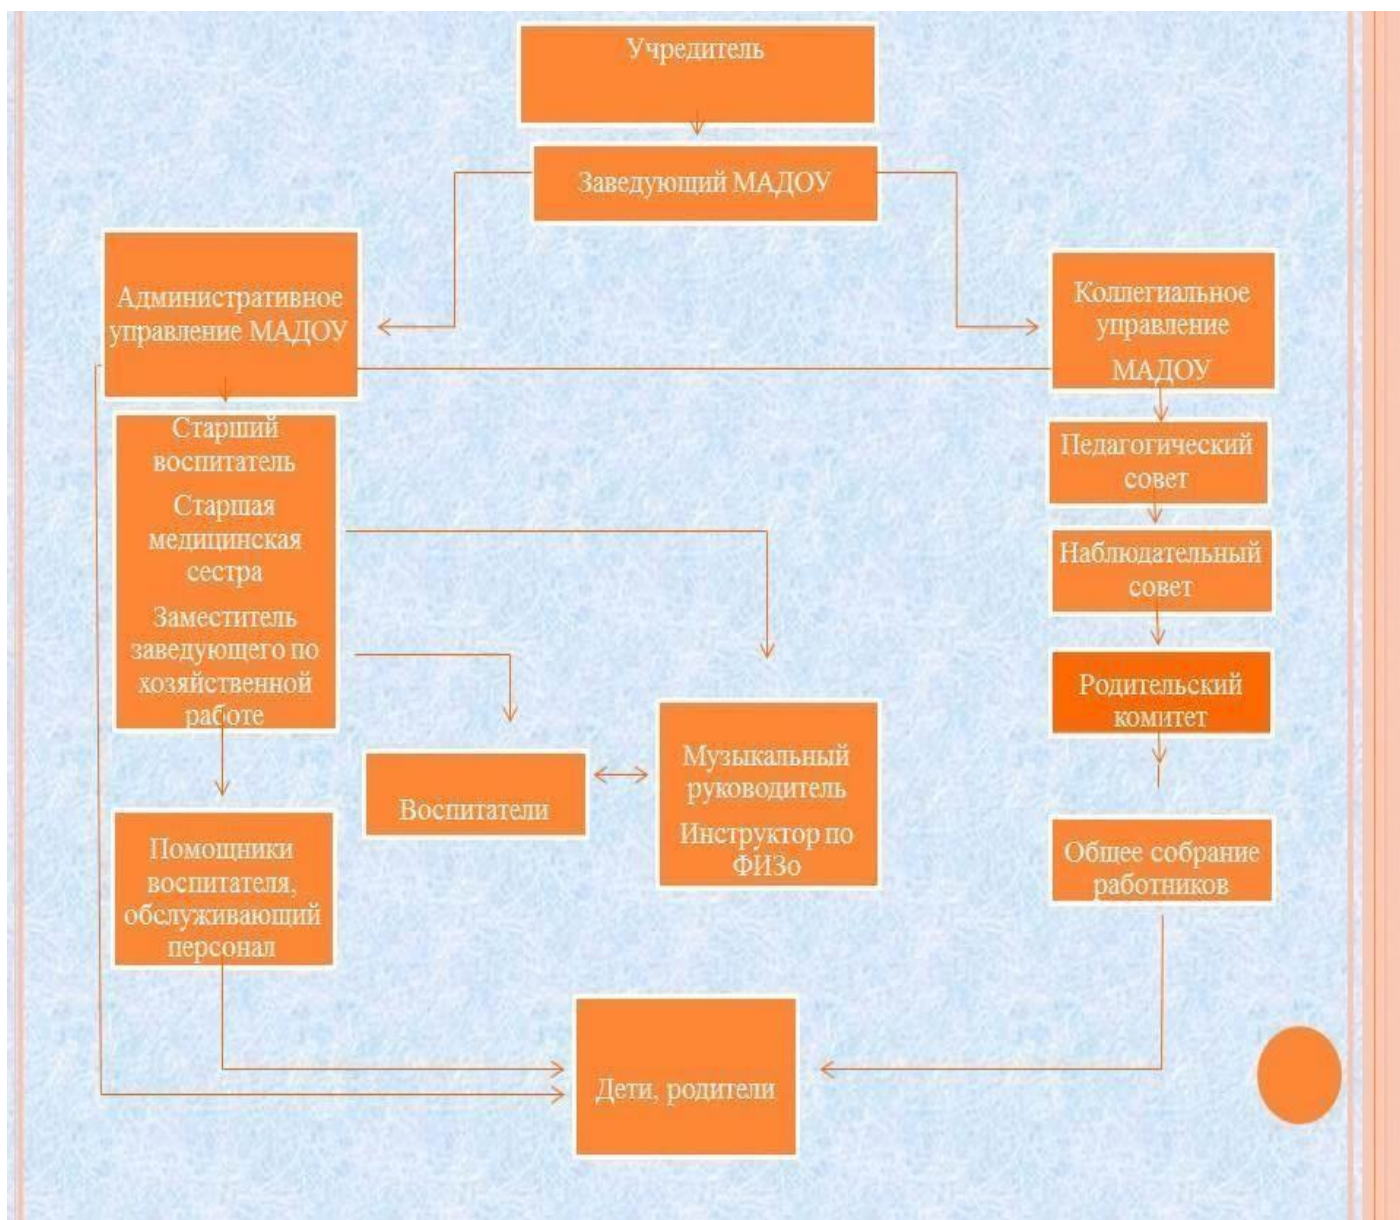 Учредитель
Заведующий МАДОУ
Административное
управление МАДОУ
Коллегиальное
управление
МАДОУ
Старший
воспитатель
Старшая
медицинская
сестра
Заместитель
заведующего по
хозяйственной
работе
Педагогический
совет
Наблюдательный
совет
Родительский
комитет
Воспитатели
Музыкальный
руководитель
Инструктор по
ФИЗо
Помощники
воспитателя,
обслуживающий
персонал
Общее собрание
работников
Дети, родители